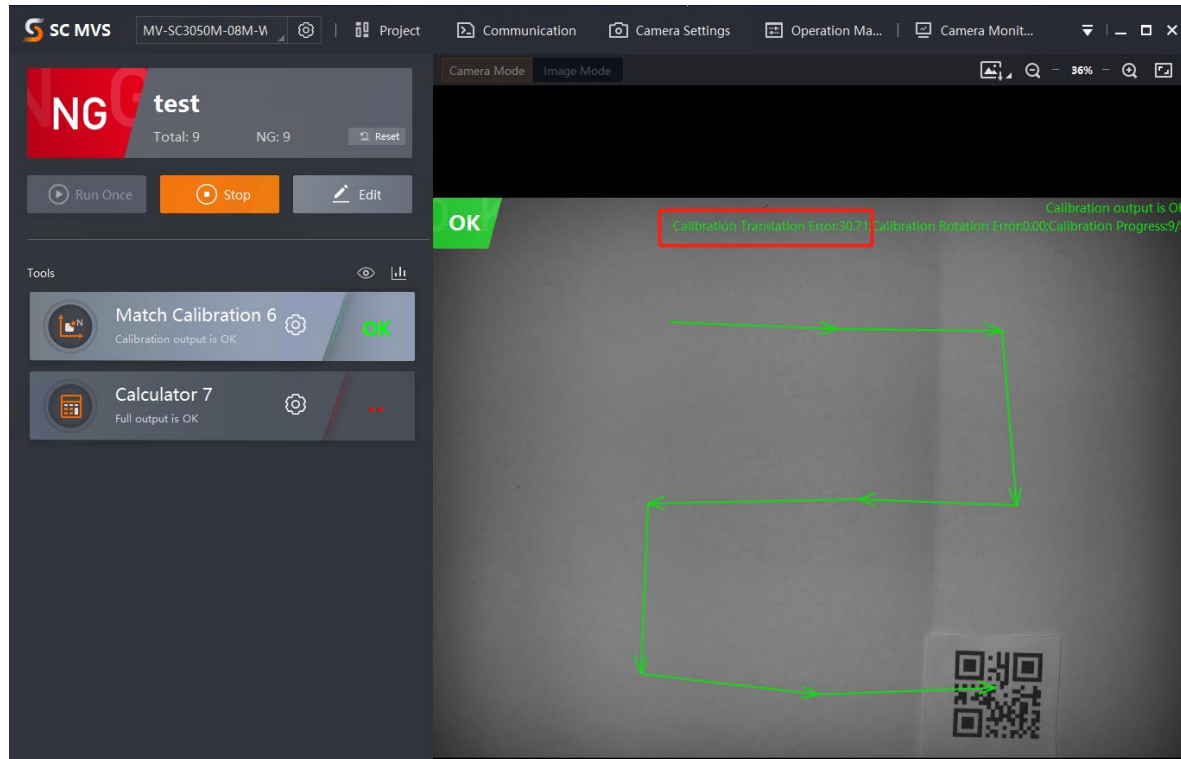 SC MVS
MV-SC3050M-08M-W
Project
Communication
Camera Settings
Operation Ma...
Camera Monit...
NG
test
Total: 9 NG: 9
Reset
Run Once
Stop
Edit
Tools
Match Calibration 6
Calibration output is OK
OK
Calculator 7
Full output is OK
--
Camera Mode
Image Mode
36%
OK
Calibration output is OK
Calibration Translation Error:30.71;Calibration Rotation Error:0.00;Calibration Progress:9/